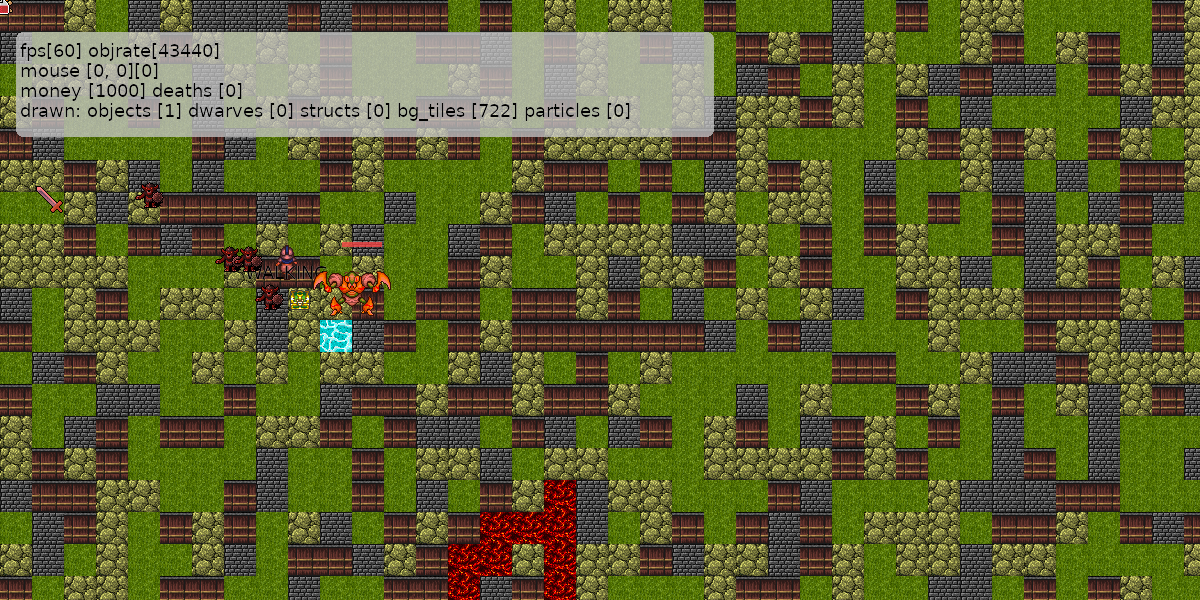 fps[60] objrate[43440]
mouse [0, 0][0]
money [1000] deaths [0]
drawn: objects [1] dwarves [0] structs [0] bg_tiles [722] particles [0]
WALKING